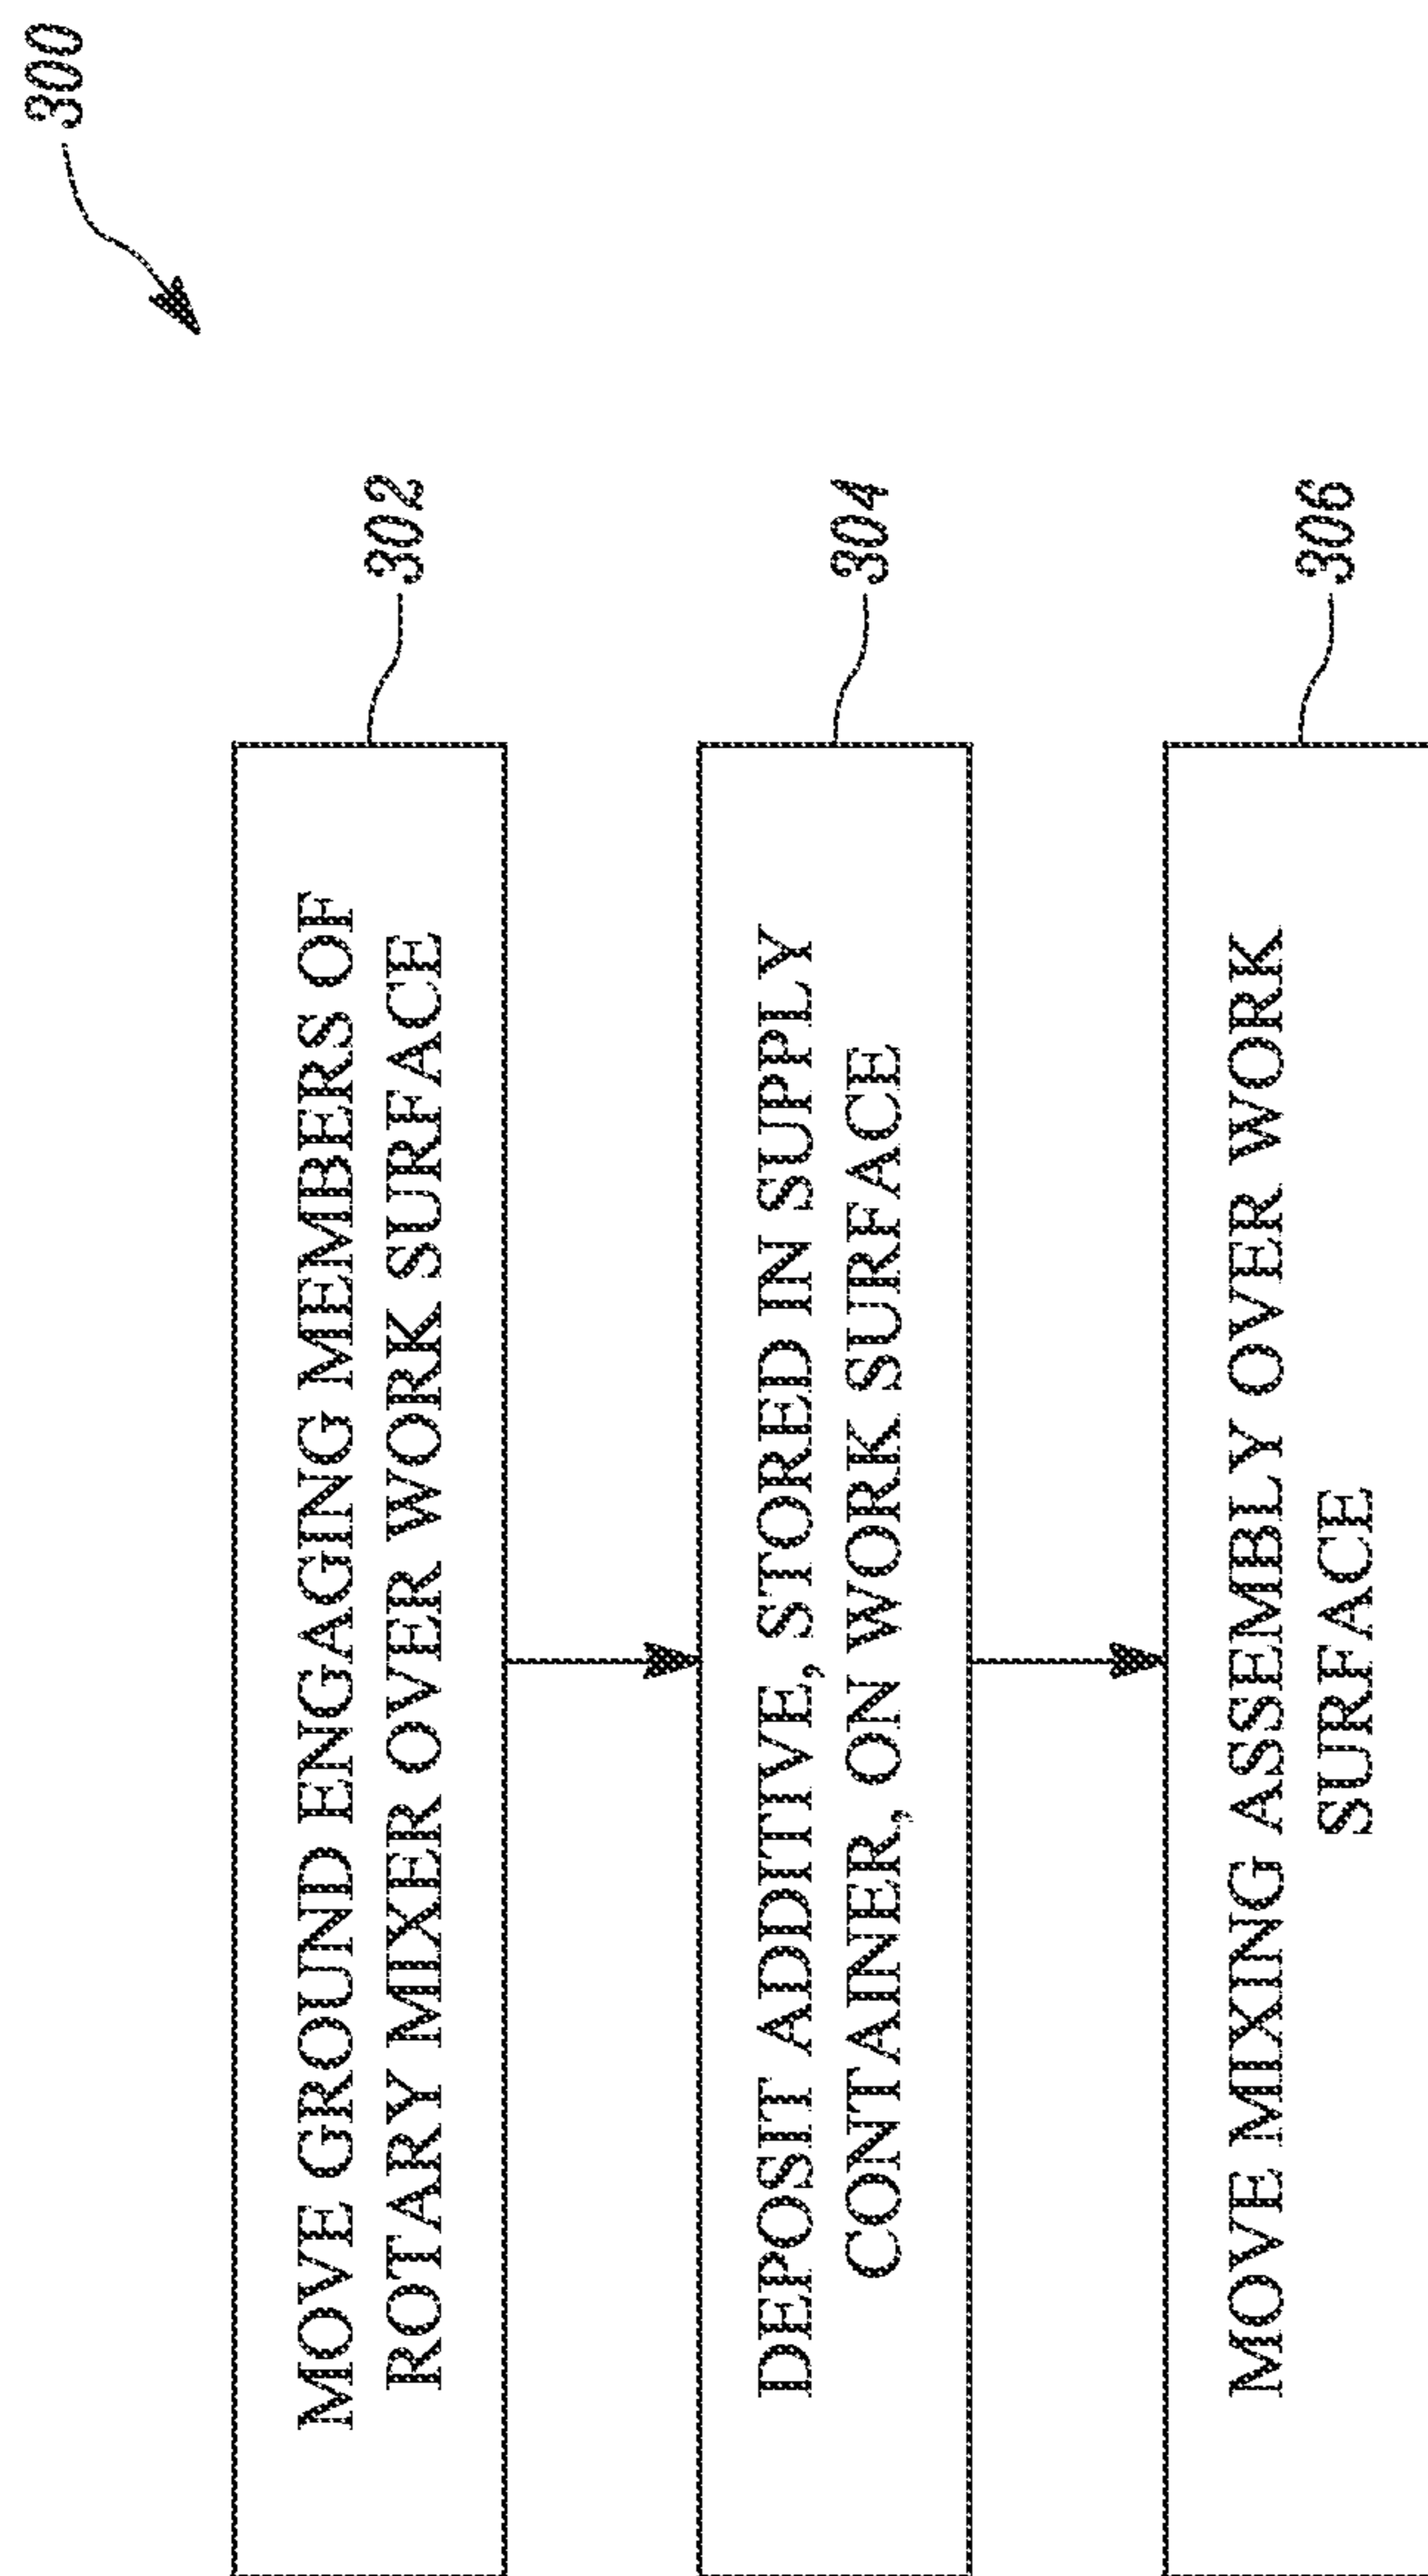 300
MOVE GROUND ENGAGING MEMBERS OF
ROTARY MIXER OVER WORK SURFACE
302
DEPOSIT ADDITIVE, STORED IN SUPPLY
CONTAINER, ON WORK SURFACE
304
MOVE MIXING ASSEMBLY OVER WORK
SURFACE
306